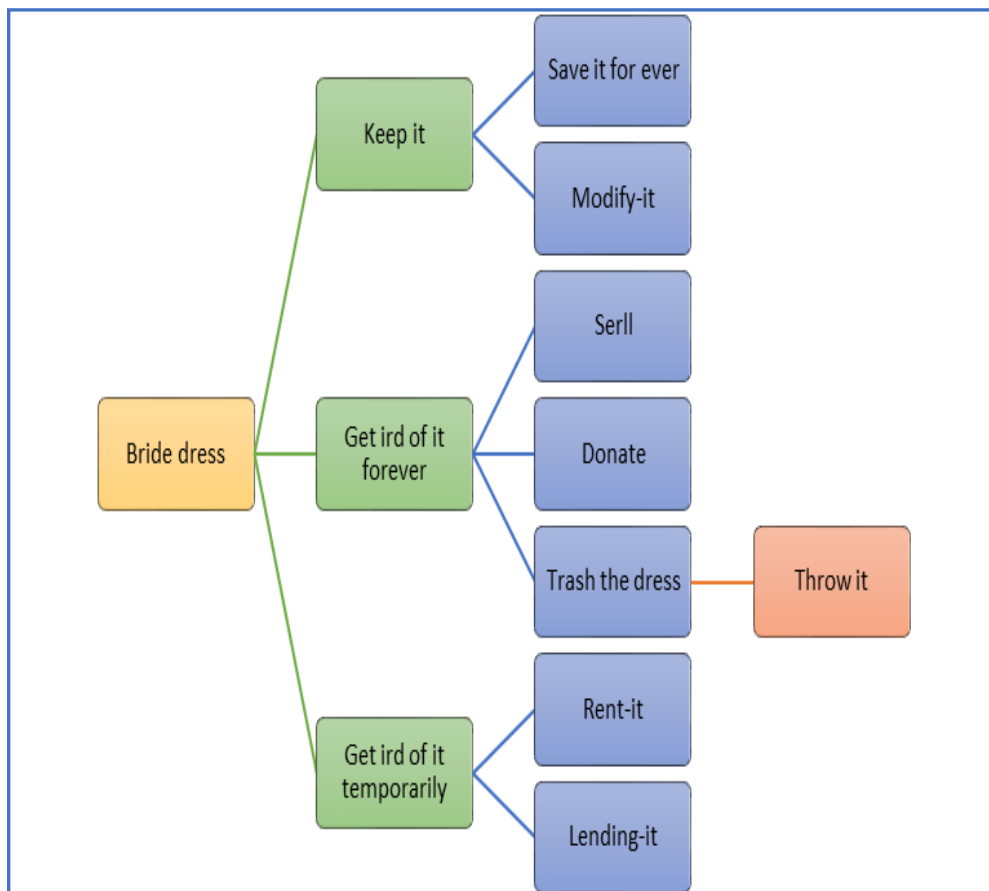 Save it for ever
Keep it
Modify-it
Serll
Bride dress
Get ird of it
forever
Donate
Trash the dress
Throw it
Rent-it
Get ird of it
temporarily
Lending-it